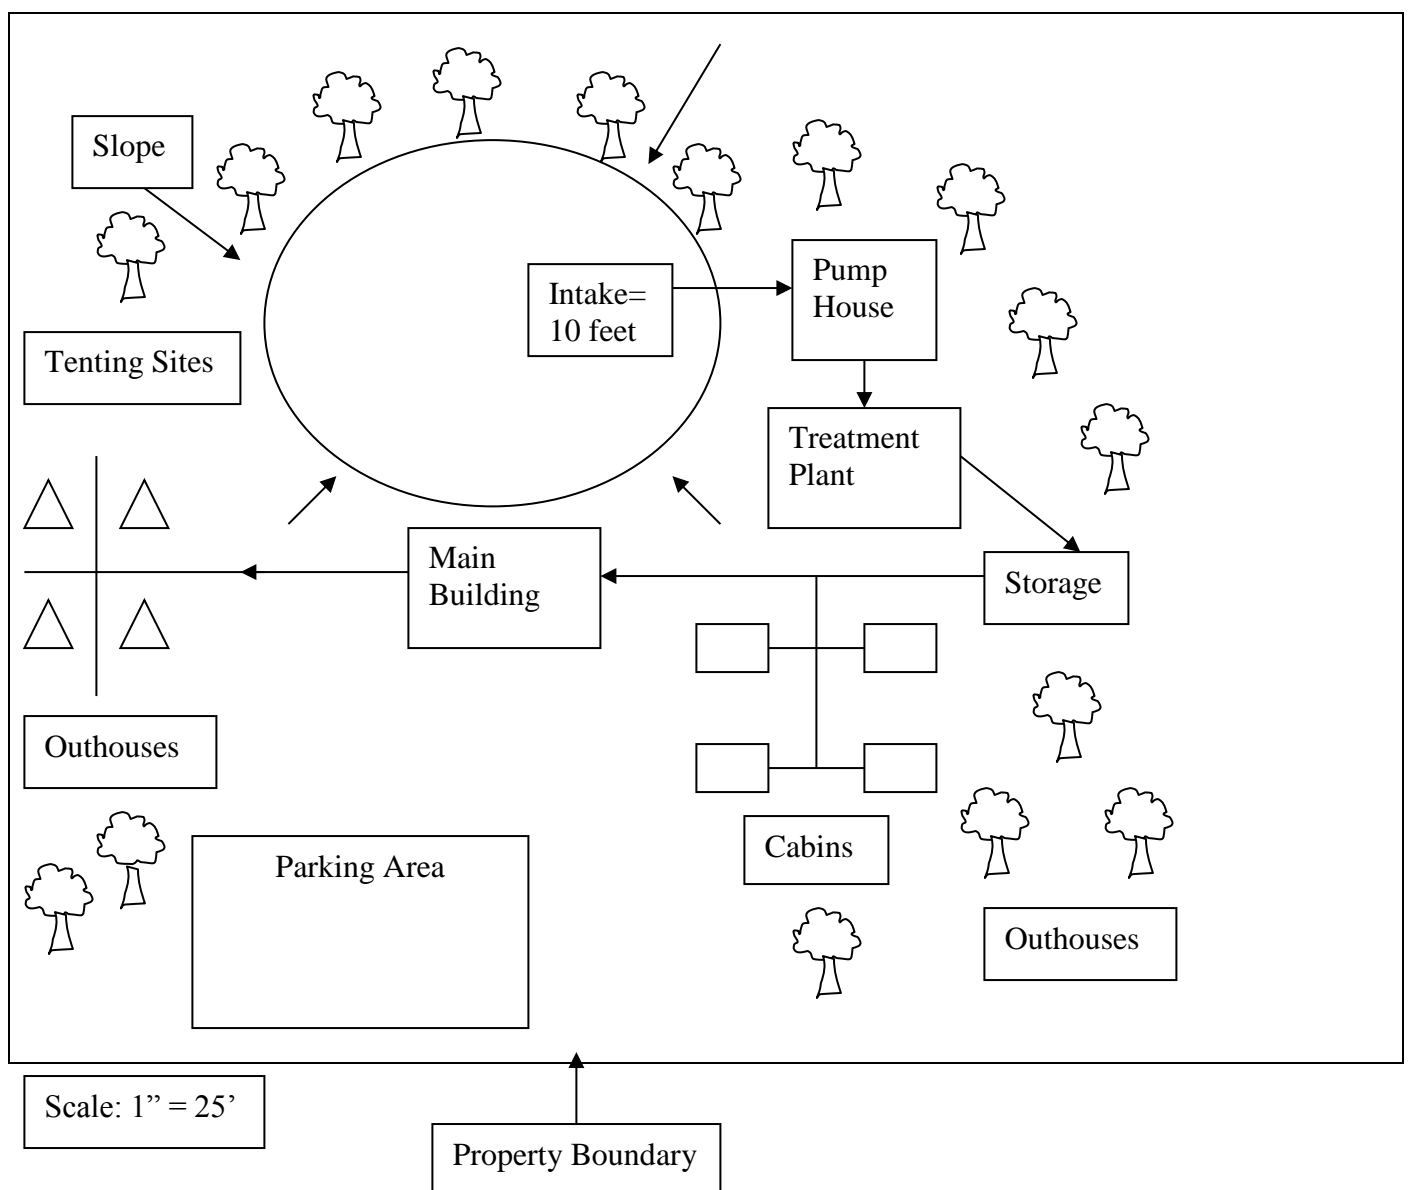 Slope
Intake=
10 feet
Pump
House
Tenting Sites
Treatment
Plant
Main
Building
Storage
Outhouses
Cabins
Parking Area
Outhouses
Scale: 1” = 25’
Property Boundary